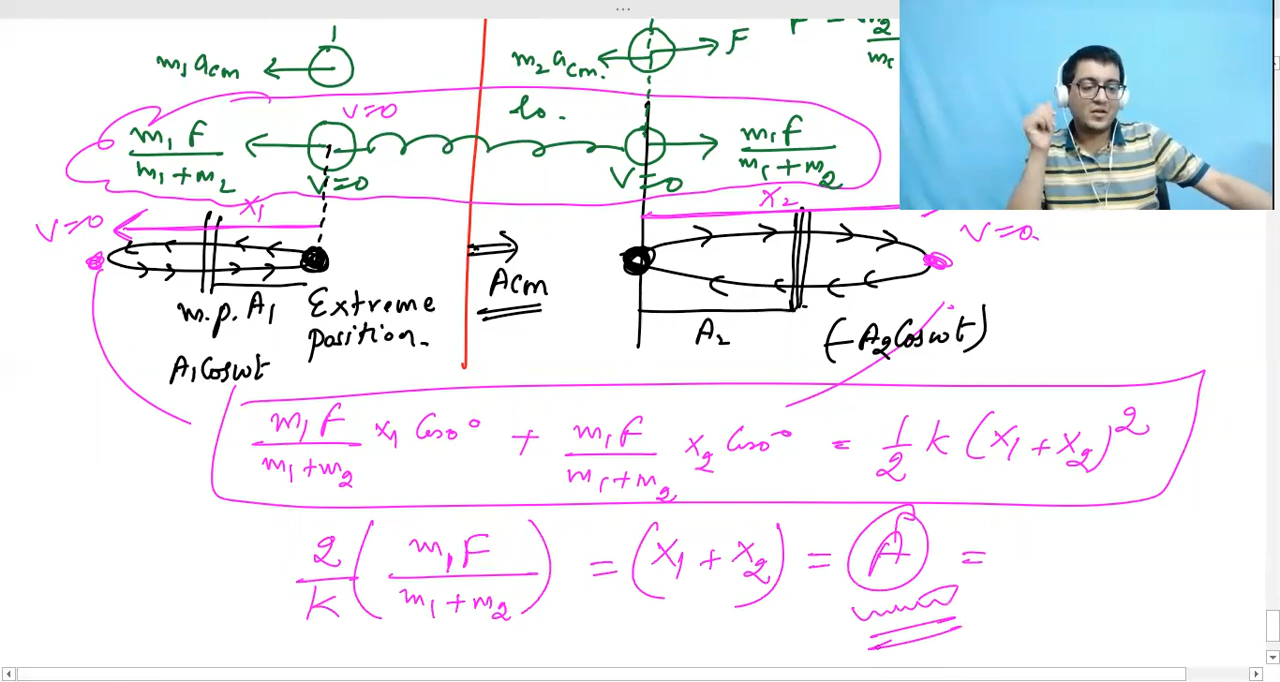 m₁ a_cm
m₂ a_cm.
F
V=0
l₀.
m₁F / (m₁+m₂)
V=0
V=0
m₁F / (m₁+m₂)
x₁
x₂
V=0
V=0.
m.p. A₁
Extreme
position.
Acm
A₂
(-A₂Cosωt)
A₁Cosωt
m₁F / (m₁+m₂) x₁ Cos0° + m₁F / (m₁+m₂) x₂ Cos0° = 1/2 k (x₁+x₂)²
2/k (m₁F / (m₁+m₂)) = (x₁+x₂) = A =